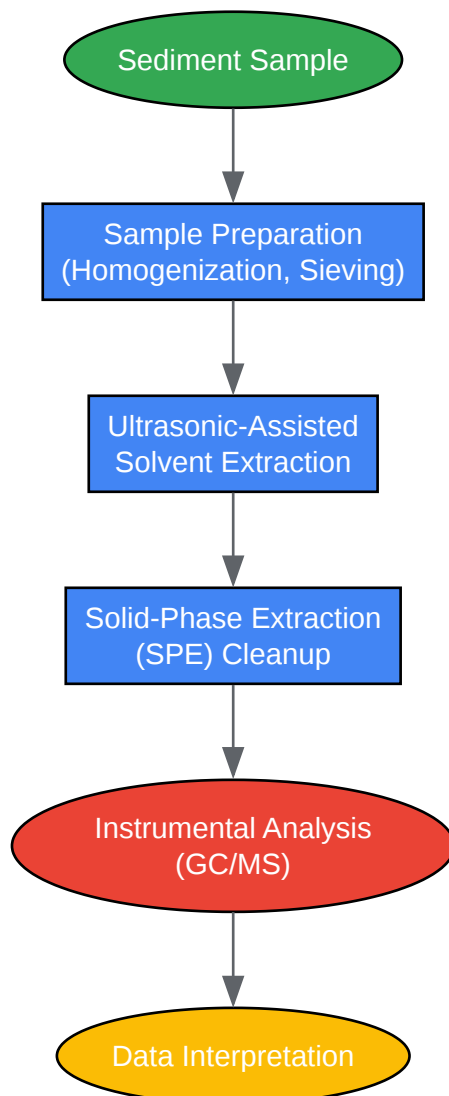 Sediment Sample
Sample Preparation
(Homogenization, Sieving)
Ultrasonic-Assisted
Solvent Extraction
Solid-Phase Extraction
(SPE) Cleanup
Instrumental Analysis
(GC/MS)
Data Interpretation